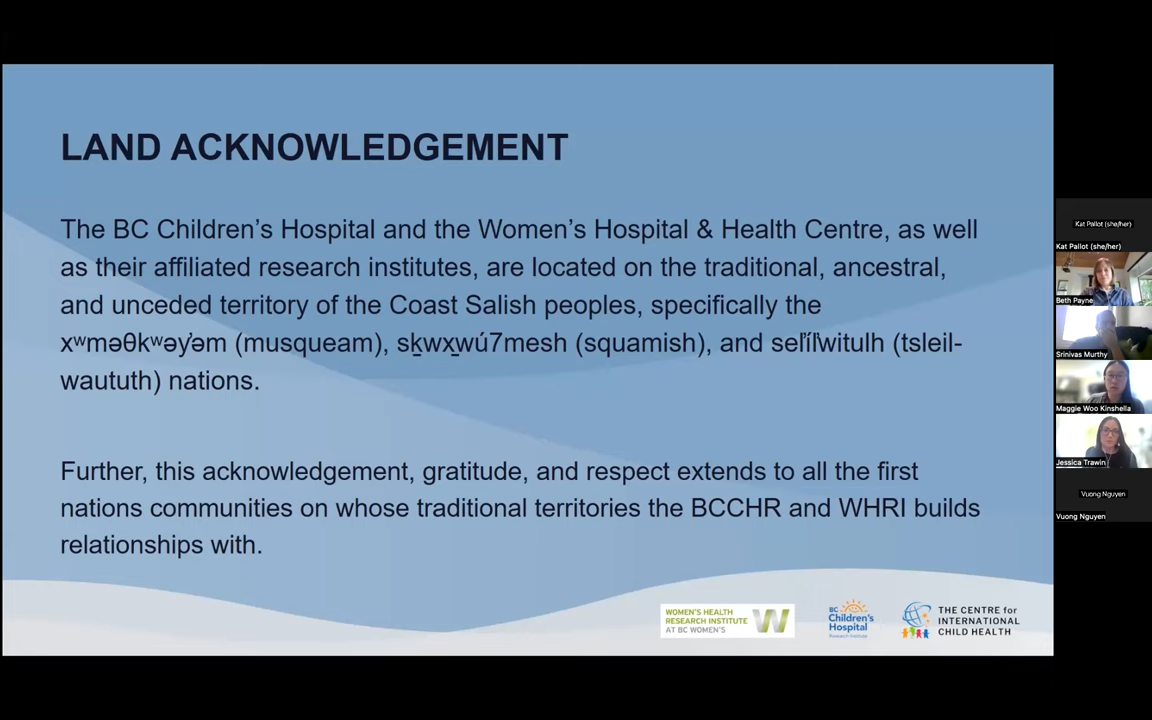 LAND ACKNOWLEDGEMENT
The BC Children’s Hospital and the Women’s Hospital & Health Centre, as well
as their affiliated research institutes, are located on the traditional, ancestral,
and unceded territory of the Coast Salish peoples, specifically the
xʷməθkʷəy̓əm (musqueam), sḵwx̱wú7mesh (squamish), and sel̓íl̓witulh (tsleil-
waututh) nations.
Further, this acknowledgement, gratitude, and respect extends to all the first
nations communities on whose traditional territories the BCCHR and WHRI builds
relationships with.
WOMEN'S HEALTH
RESEARCH INSTITUTE
AT BC WOMEN'S
W
BC
Children's
Hospital
Research Institute
THE CENTRE for
INTERNATIONAL
CHILD HEALTH
Kat Pallot (she/her)
Kat Pallot (she/her)
Beth Payne
Srinivas Murthy
Maggie Woo Kinshella
Jessica Trawin
Vuong Nguyen
Vuong Nguyen